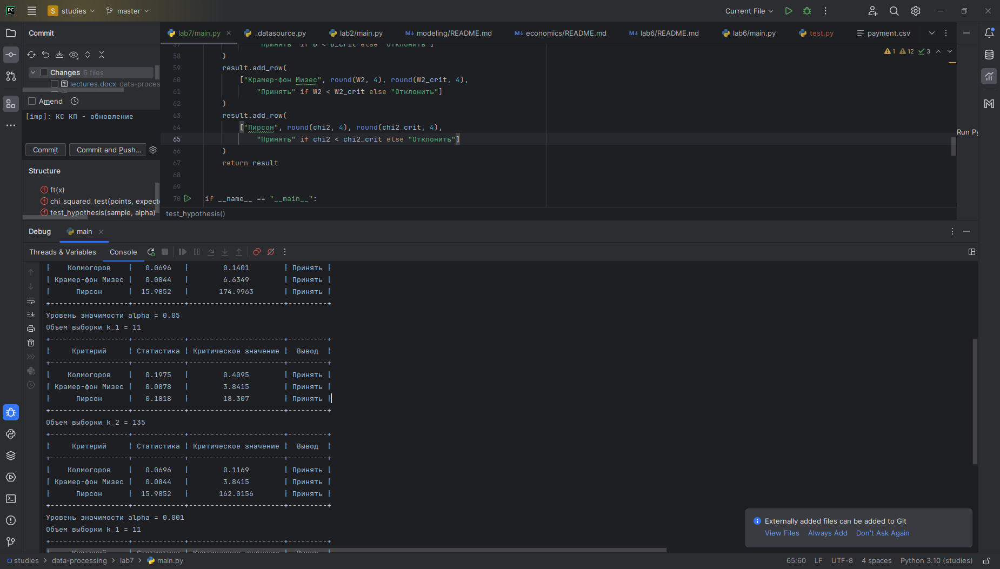 PC
S studies
master
Current File
Commit
lab7/main.py
_datasource.py
lab2/main.py
M↓ modeling/README.md
M↓ economics/README.md
M↓ lab6/README.md
lab6/main.py
test.py
payment.csv
Changes 6 files
? lectures.docx data-proces
Amend
[imp]: КС КП - обновление
Commit
Commit and Push...
Structure
f ft(x)
f chi_squared_test(points, expecte
f test_hypothesis(sample, alpha)
57 "Принять" if D < D_crit else "Отклонить"]
58 )
59 result.add_row(
60 ["Крамер-фон Мизес", round(W2, 4), round(W2_crit, 4),
61 "Принять" if W2 < W2_crit else "Отклонить"]
62 )
63 result.add_row(
64 ["Пирсон", round(chi2, 4), round(chi2_crit, 4),
65 "Принять" if chi2 < chi2_crit else "Отклонить"]
66 )
67 return result
68
69
70 if __name__ == "__main__":
1 12 3
Run Py
test_hypothesis()
Debug
main
Threads & Variables
Console
| Колмогоров | 0.0696 | 0.1401 | Принять |
| Крамер-фон Мизес | 0.0844 | 6.6349 | Принять |
| Пирсон | 15.9852 | 174.9963 | Принять |
+------------------+------------+----------------------+---------+
Уровень значимости alpha = 0.05
Объем выборки k_1 = 11
+------------------+------------+----------------------+---------+
| Критерий | Статистика | Критическое значение | Вывод |
+------------------+------------+----------------------+---------+
| Колмогоров | 0.1975 | 0.4095 | Принять |
| Крамер-фон Мизес | 0.0878 | 3.8415 | Принять |
| Пирсон | 0.1818 | 18.307 | Принять |
+------------------+------------+----------------------+---------+
Объем выборки k_2 = 135
+------------------+------------+----------------------+---------+
| Критерий | Статистика | Критическое значение | Вывод |
+------------------+------------+----------------------+---------+
| Колмогоров | 0.0696 | 0.1169 | Принять |
| Крамер-фон Мизес | 0.0844 | 3.8415 | Принять |
| Пирсон | 15.9852 | 162.0156 | Принять |
+------------------+------------+----------------------+---------+
Уровень значимости alpha = 0.001
Объем выборки k_1 = 11
+------------------+------------+----------------------+---------+
| Критерий | Статистика | Критическое значение | Вывод |
Externally added files can be added to Git
View Files Always Add Don't Ask Again
studies > data-processing > lab7 > main.py
65:60 LF UTF-8 4 spaces Python 3.10 (studies)